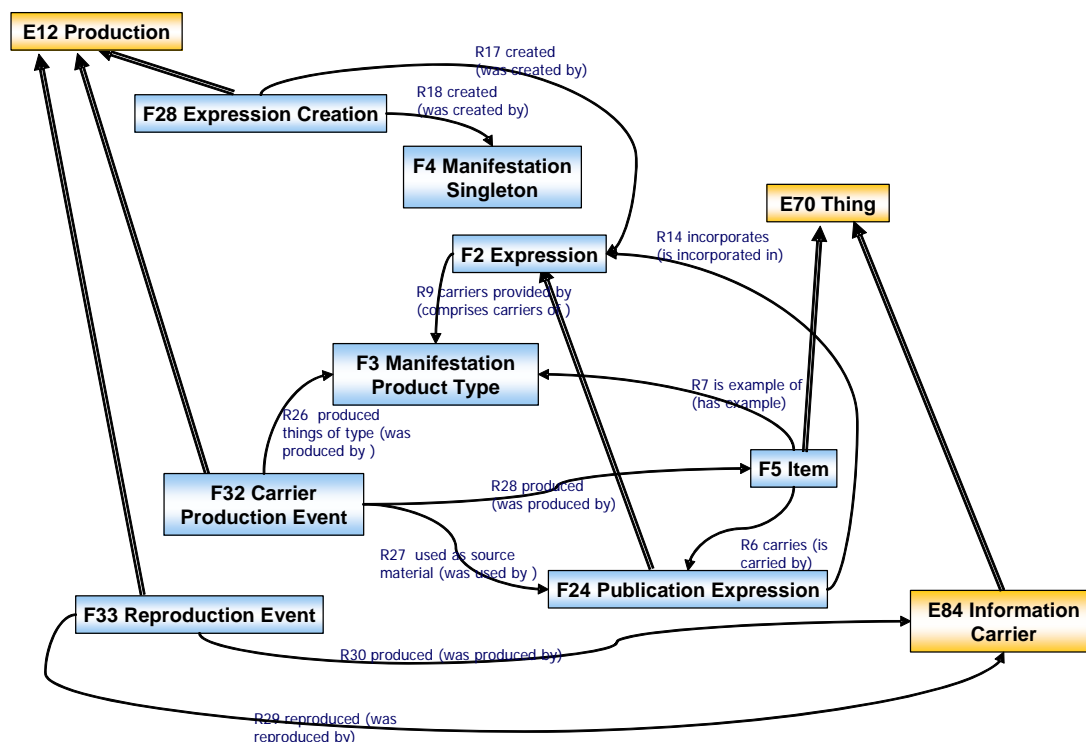 E12 Production
R17 created
(was created by)
R18 created
(was created by)
F28 Expression Creation
F4 Manifestation
Singleton
E70 Thing
F2 Expression
R14 incorporates
(is incorporated in)
R9 carriers provided by
(comprises carriers of )
F3 Manifestation
Product Type
R7 is example of
(has example)
R26  produced
things of type (was
produced by )
F5 Item
F32 Carrier
Production Event
R28 produced
(was produced by)
R6 carries (is
carried by)
R27  used as source
material (was used by )
F24 Publication Expression
F33 Reproduction Event
E84 Information
Carrier
R30 produced (was produced by)
R29 reproduced (was
reproduced by)